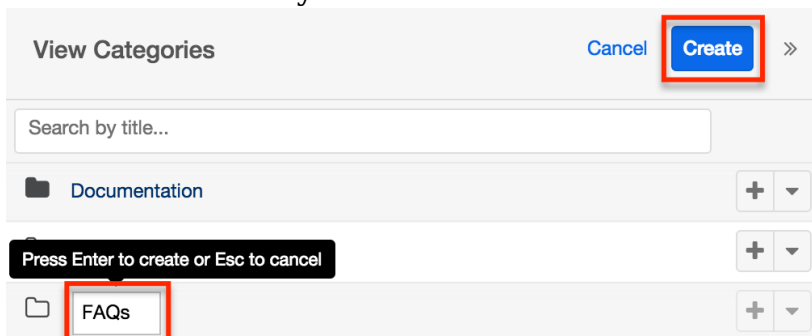 View Categories
Cancel
Create
Search by title...
Documentation
Press Enter to create or Esc to cancel
FAQs